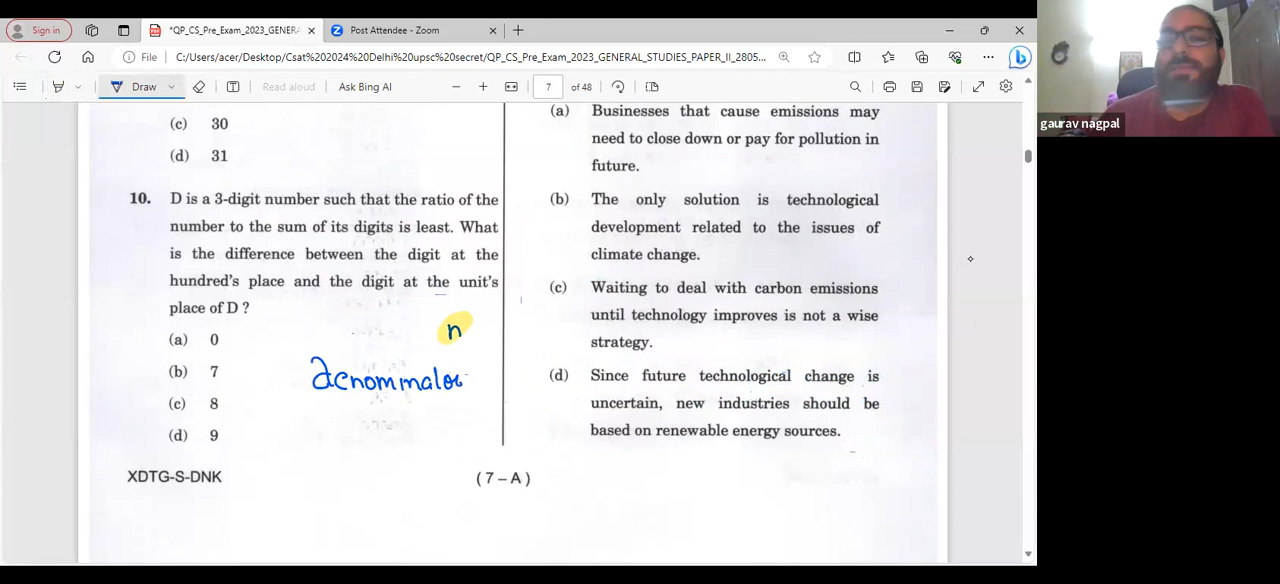 Sign in
*QP_CS_Pre_Exam_2023_GENERA
Post Attendee - Zoom
File
C:/Users/acer/Desktop/Csat%202024%20Delhi%20upsc%20secret/QP_CS_Pre_Exam_2023_GENERAL_STUDIES_PAPER_II_2805...
Draw
Read aloud
Ask Bing AI
7
of 48
gaurav nagpal
(c) 30
(d) 31
10. D is a 3-digit number such that the ratio of the
number to the sum of its digits is least. What
is the difference between the digit at the
hundred's place and the digit at the unit's
place of D ?
(a) 0
(b) 7
(c) 8
(d) 9
n
XDTG-S-DNK
(a) Businesses that cause emissions may
need to close down or pay for pollution in
future.
(b) The only solution is technological
development related to the issues of
climate change.
(c) Waiting to deal with carbon emissions
until technology improves is not a wise
strategy.
(d) Since future technological change is
uncertain, new industries should be
based on renewable energy sources.
( 7 – A )